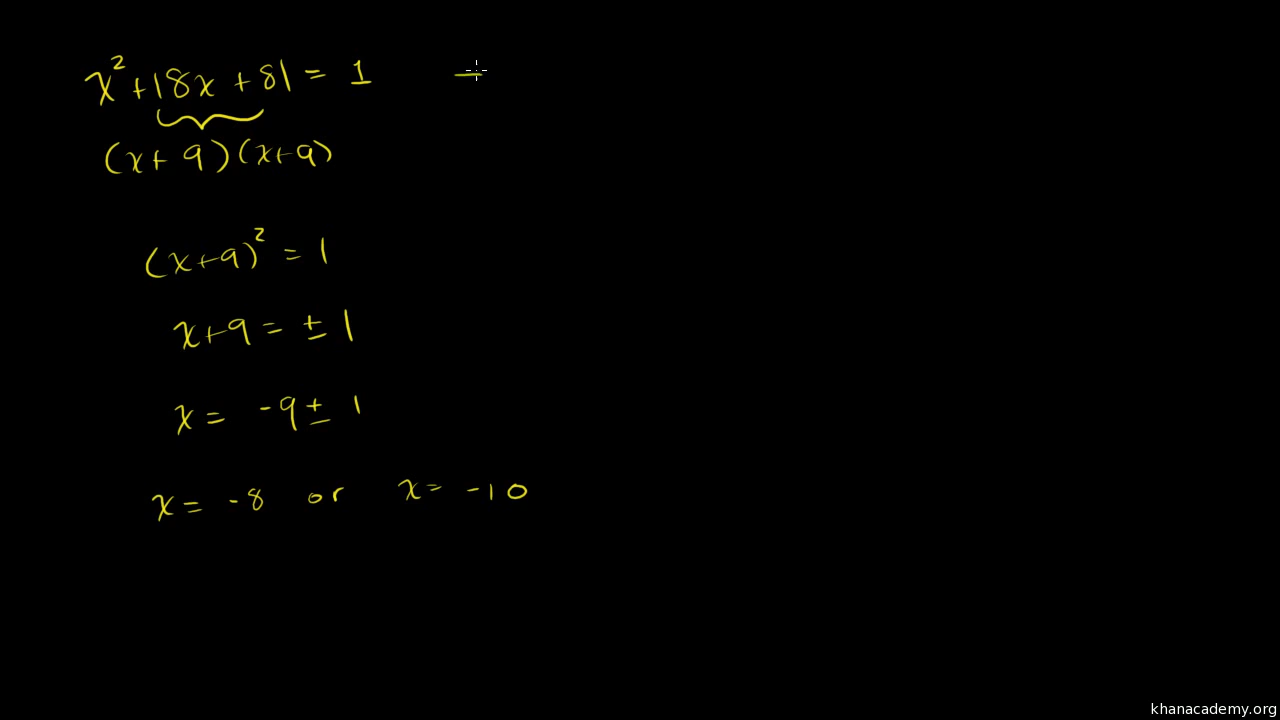 x² + 18x + 81 = 1
(x + 9)(x + 9)
(x + 9)² = 1
x + 9 = ± 1
x = -9 ± 1
x = -8 or x = -10
khanacademy.org